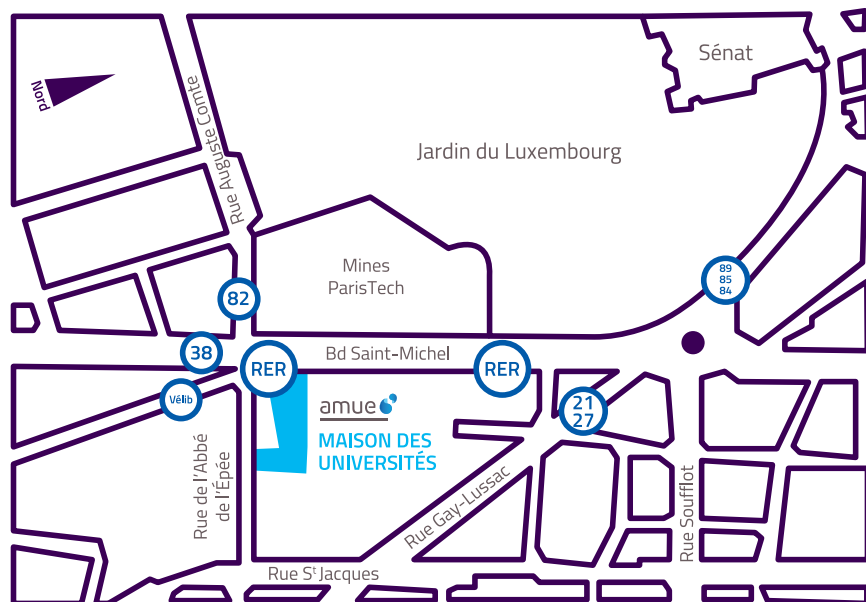 Sénat
Nord
Rue Auguste Comte
Jardin du Luxembourg
Mines
ParisTech
89
85
84
82
38
Bd Saint-Michel
RER
RER
Vélib
amue
21
27
MAISON DES
UNIVERSITÉS
Rue de l'Abbé
de l'Épée
Rue Gay-Lussac
Rue Soufflot
Rue Sᵗ Jacques